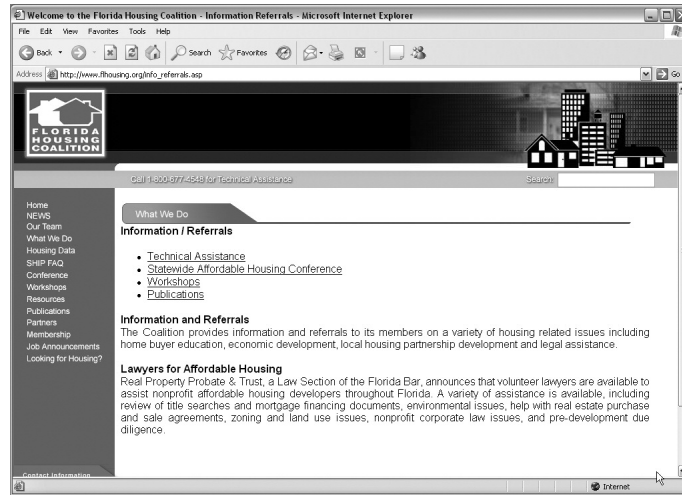 Welcome to the Florida Housing Coalition - Information Referrals - Microsoft Internet Explorer
File Edit View Favorites Tools Help
Back Search Favorites
Address http://www.flhousing.org/info_referrals.asp Go
FLORIDA
HOUSING
COALITION
Call 1-800-677-4548 for Technical Assistance Search:
Home
NEWS
Our Team
What We Do
Housing Data
SHIP FAQ
Conference
Workshops
Resources
Publications
Partners
Membership
Job Announcements
Looking for Housing?
Contact Information
What We Do
Information / Referrals
• Technical Assistance
• Statewide Affordable Housing Conference
• Workshops
• Publications
Information and Referrals
The Coalition provides information and referrals to its members on a variety of housing related issues including
home buyer education, economic development, local housing partnership development and legal assistance.
Lawyers for Affordable Housing
Real Property Probate & Trust, a Law Section of the Florida Bar, announces that volunteer lawyers are available to
assist nonprofit affordable housing developers throughout Florida. A variety of assistance is available, including
review of title searches and mortgage financing documents, environmental issues, help with real estate purchase
and sale agreements, zoning and land use issues, nonprofit corporate law issues, and pre-development due
diligence.
Internet